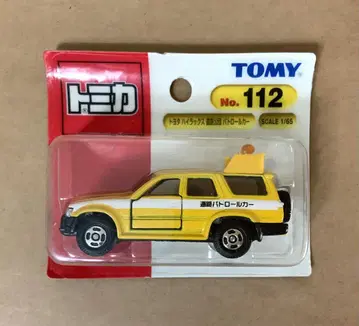 トミカ
TOMY
No. 112
トヨタ ハイラックス 道路公団 パトロールカー
SCALE 1/65
道路パトロールカー